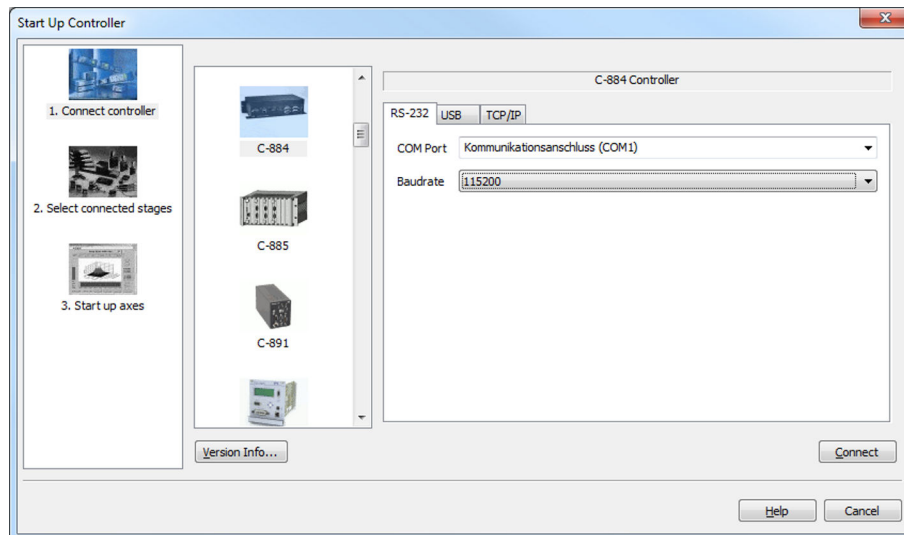 Start Up Controller
1. Connect controller
2. Select connected stages
3. Start up axes
C-884
C-885
C-891
Version Info...
C-884 Controller
RS-232 USB TCP/IP
COM Port Kommunikationsanschluss (COM1)
Baudrate 115200
Connect
Help Cancel